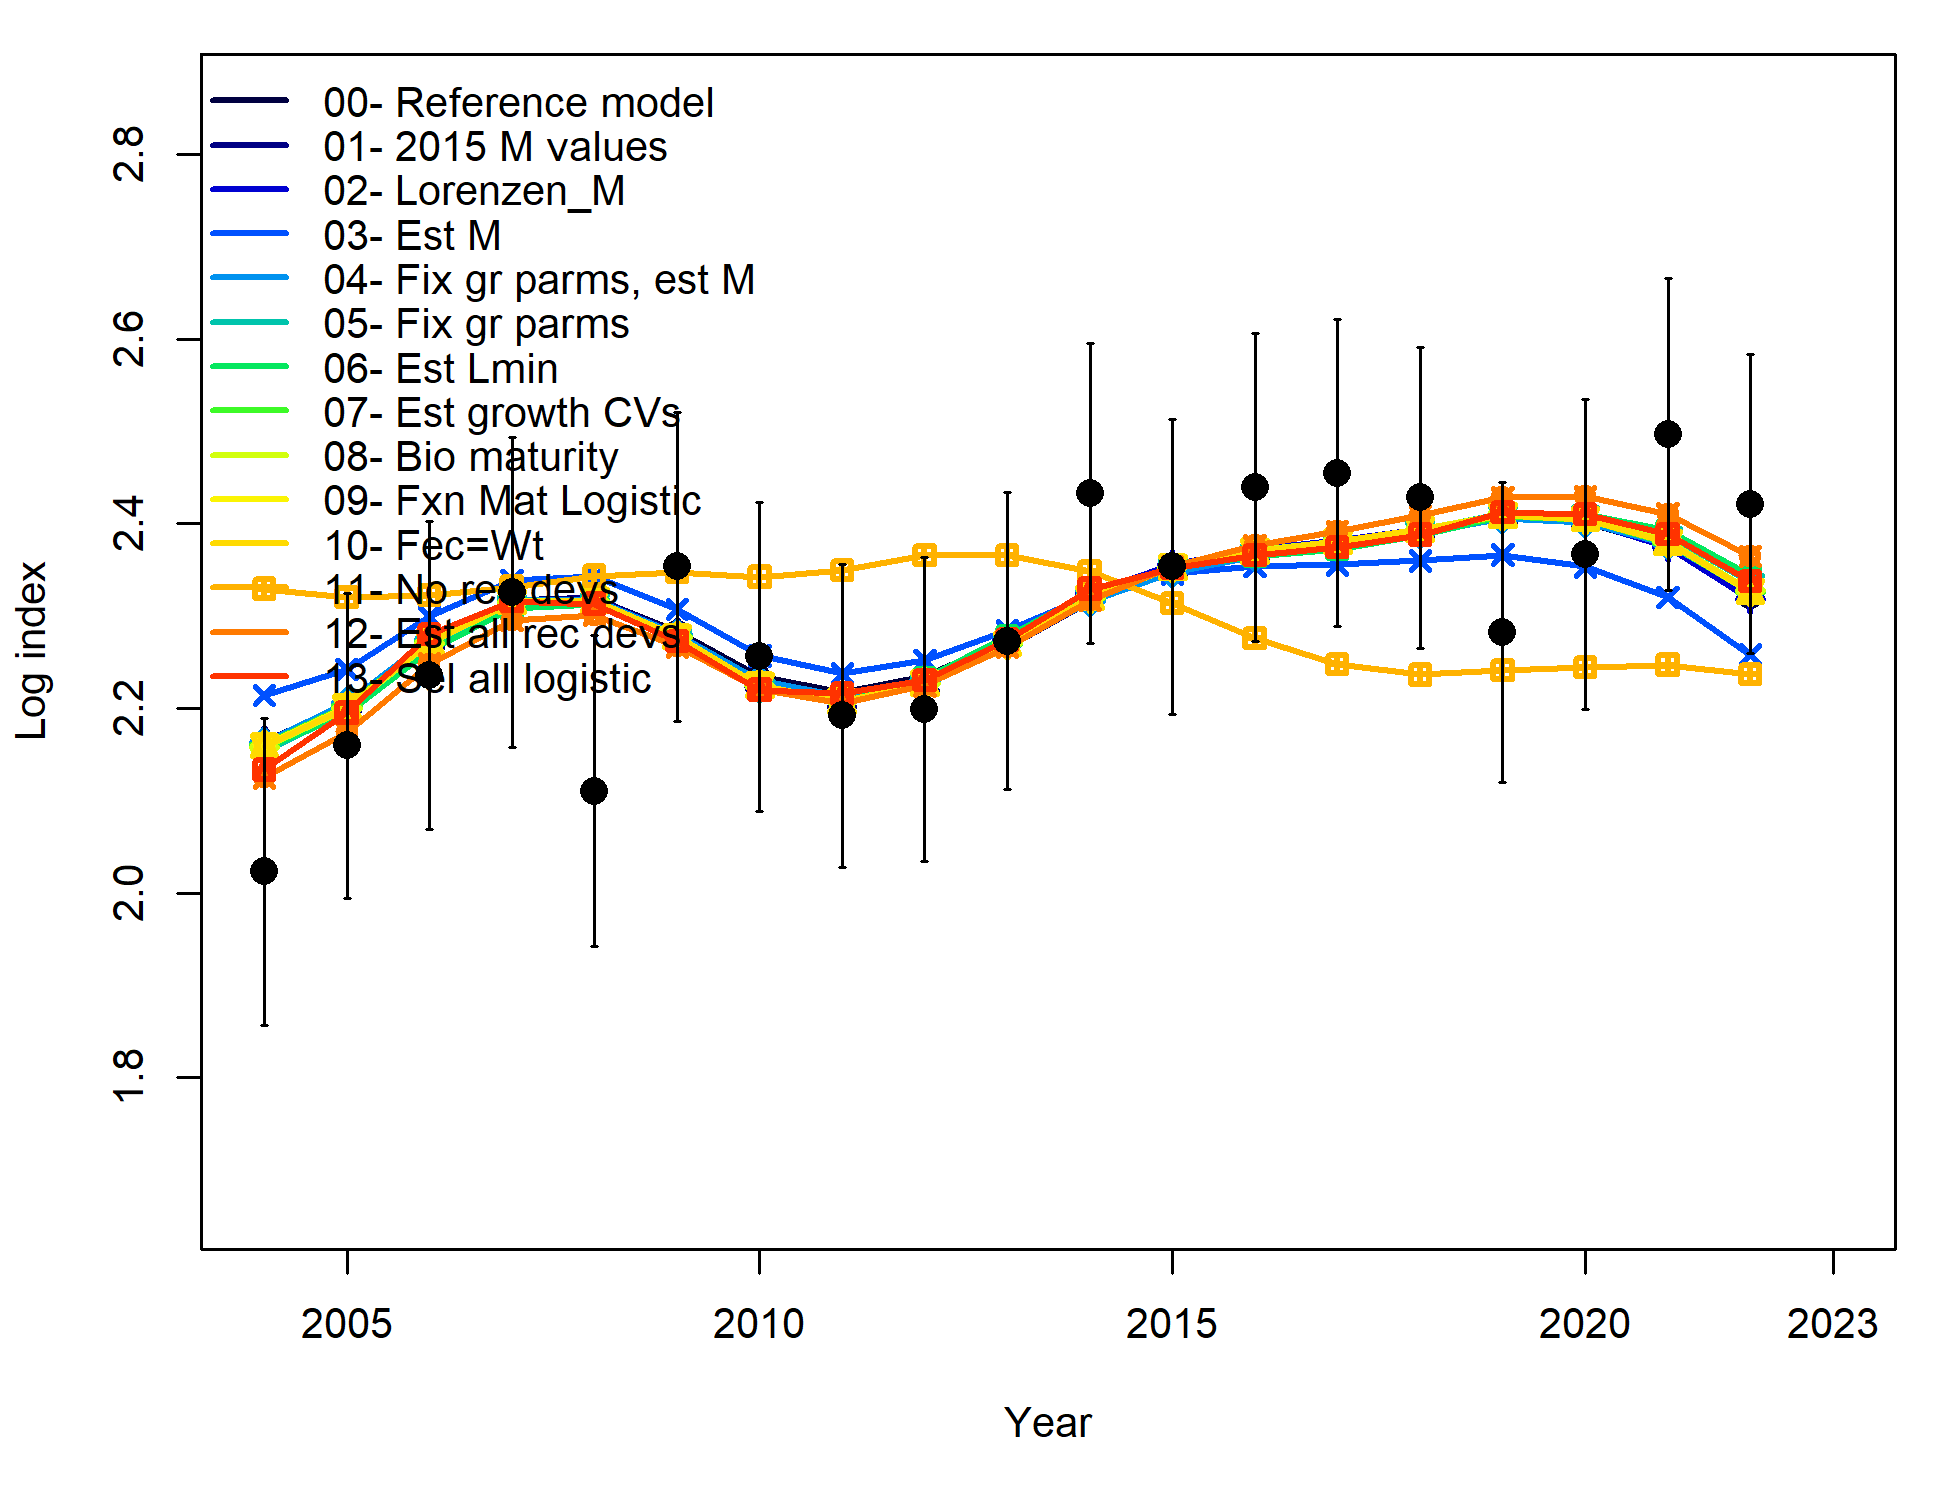 00- Reference model
01- 2015 M values
02- Lorenzen_M
03- Est M
04- Fix gr parms, est M
05- Fix gr parms
06- Est Lmin
07- Est growth CVs
08- Bio maturity
09- Fxn Mat Logistic
10- Fec=Wt
11- No rec devs
12- Est all rec devs
13- Sel all logistic
2.8
2.6
2.4
2.2
2.0
1.8
Log index
2005 2010 2015 2020 2023
Year